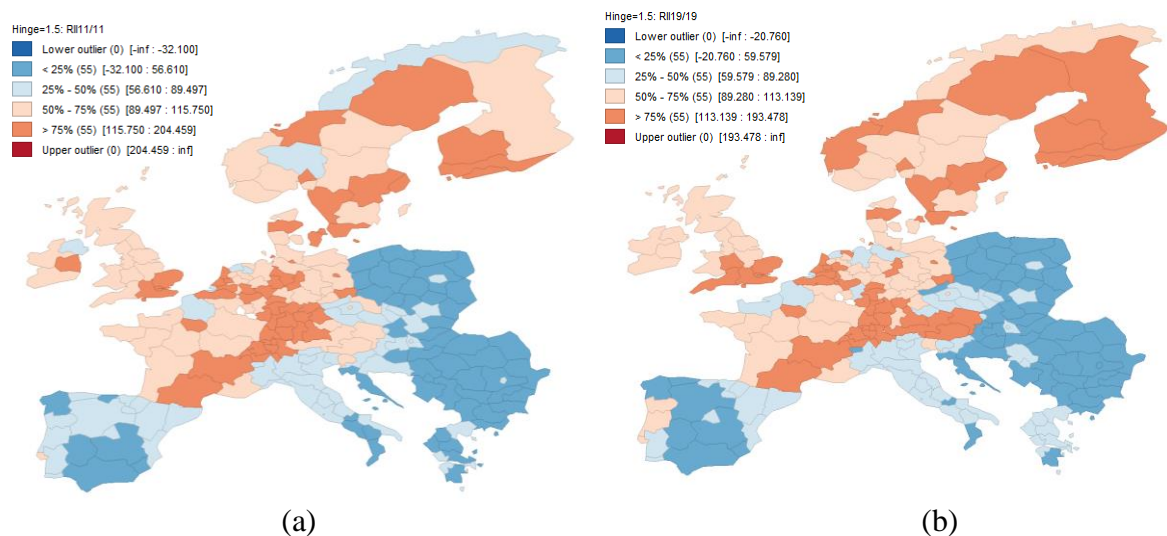 Hinge=1.5: RII11/11
Lower outlier (0) [-inf : -32.100]
< 25% (55) [-32.100 : 56.610]
25% - 50% (55) [56.610 : 89.497]
50% - 75% (55) [89.497 : 115.750]
> 75% (55) [115.750 : 204.459]
Upper outlier (0) [204.459 : inf]
Hinge=1.5: RII19/19
Lower outlier (0) [-inf : -20.760]
< 25% (55) [-20.760 : 59.579]
25% - 50% (55) [59.579 : 89.280]
50% - 75% (55) [89.280 : 113.139]
> 75% (55) [113.139 : 193.478]
Upper outlier (0) [193.478 : inf]
(a)
(b)